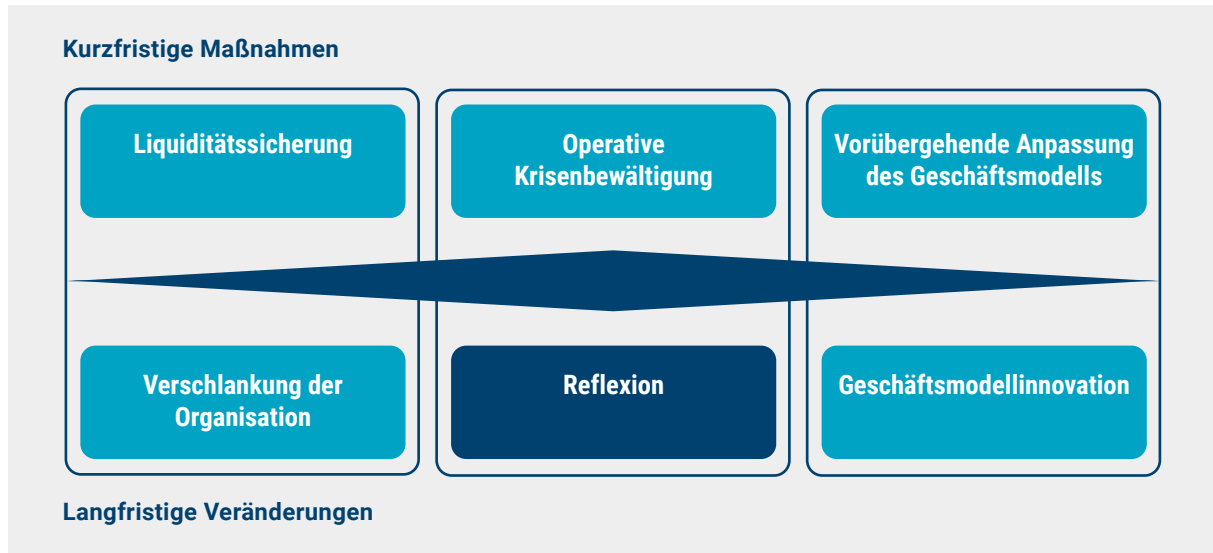 Kurzfristige Maßnahmen
Liquiditätssicherung
Operative
Krisenbewältigung
Vorübergehende Anpassung
des Geschäftsmodells
Verschlankung der
Organisation
Reflexion
Geschäftsmodellinnovation
Langfristige Veränderungen